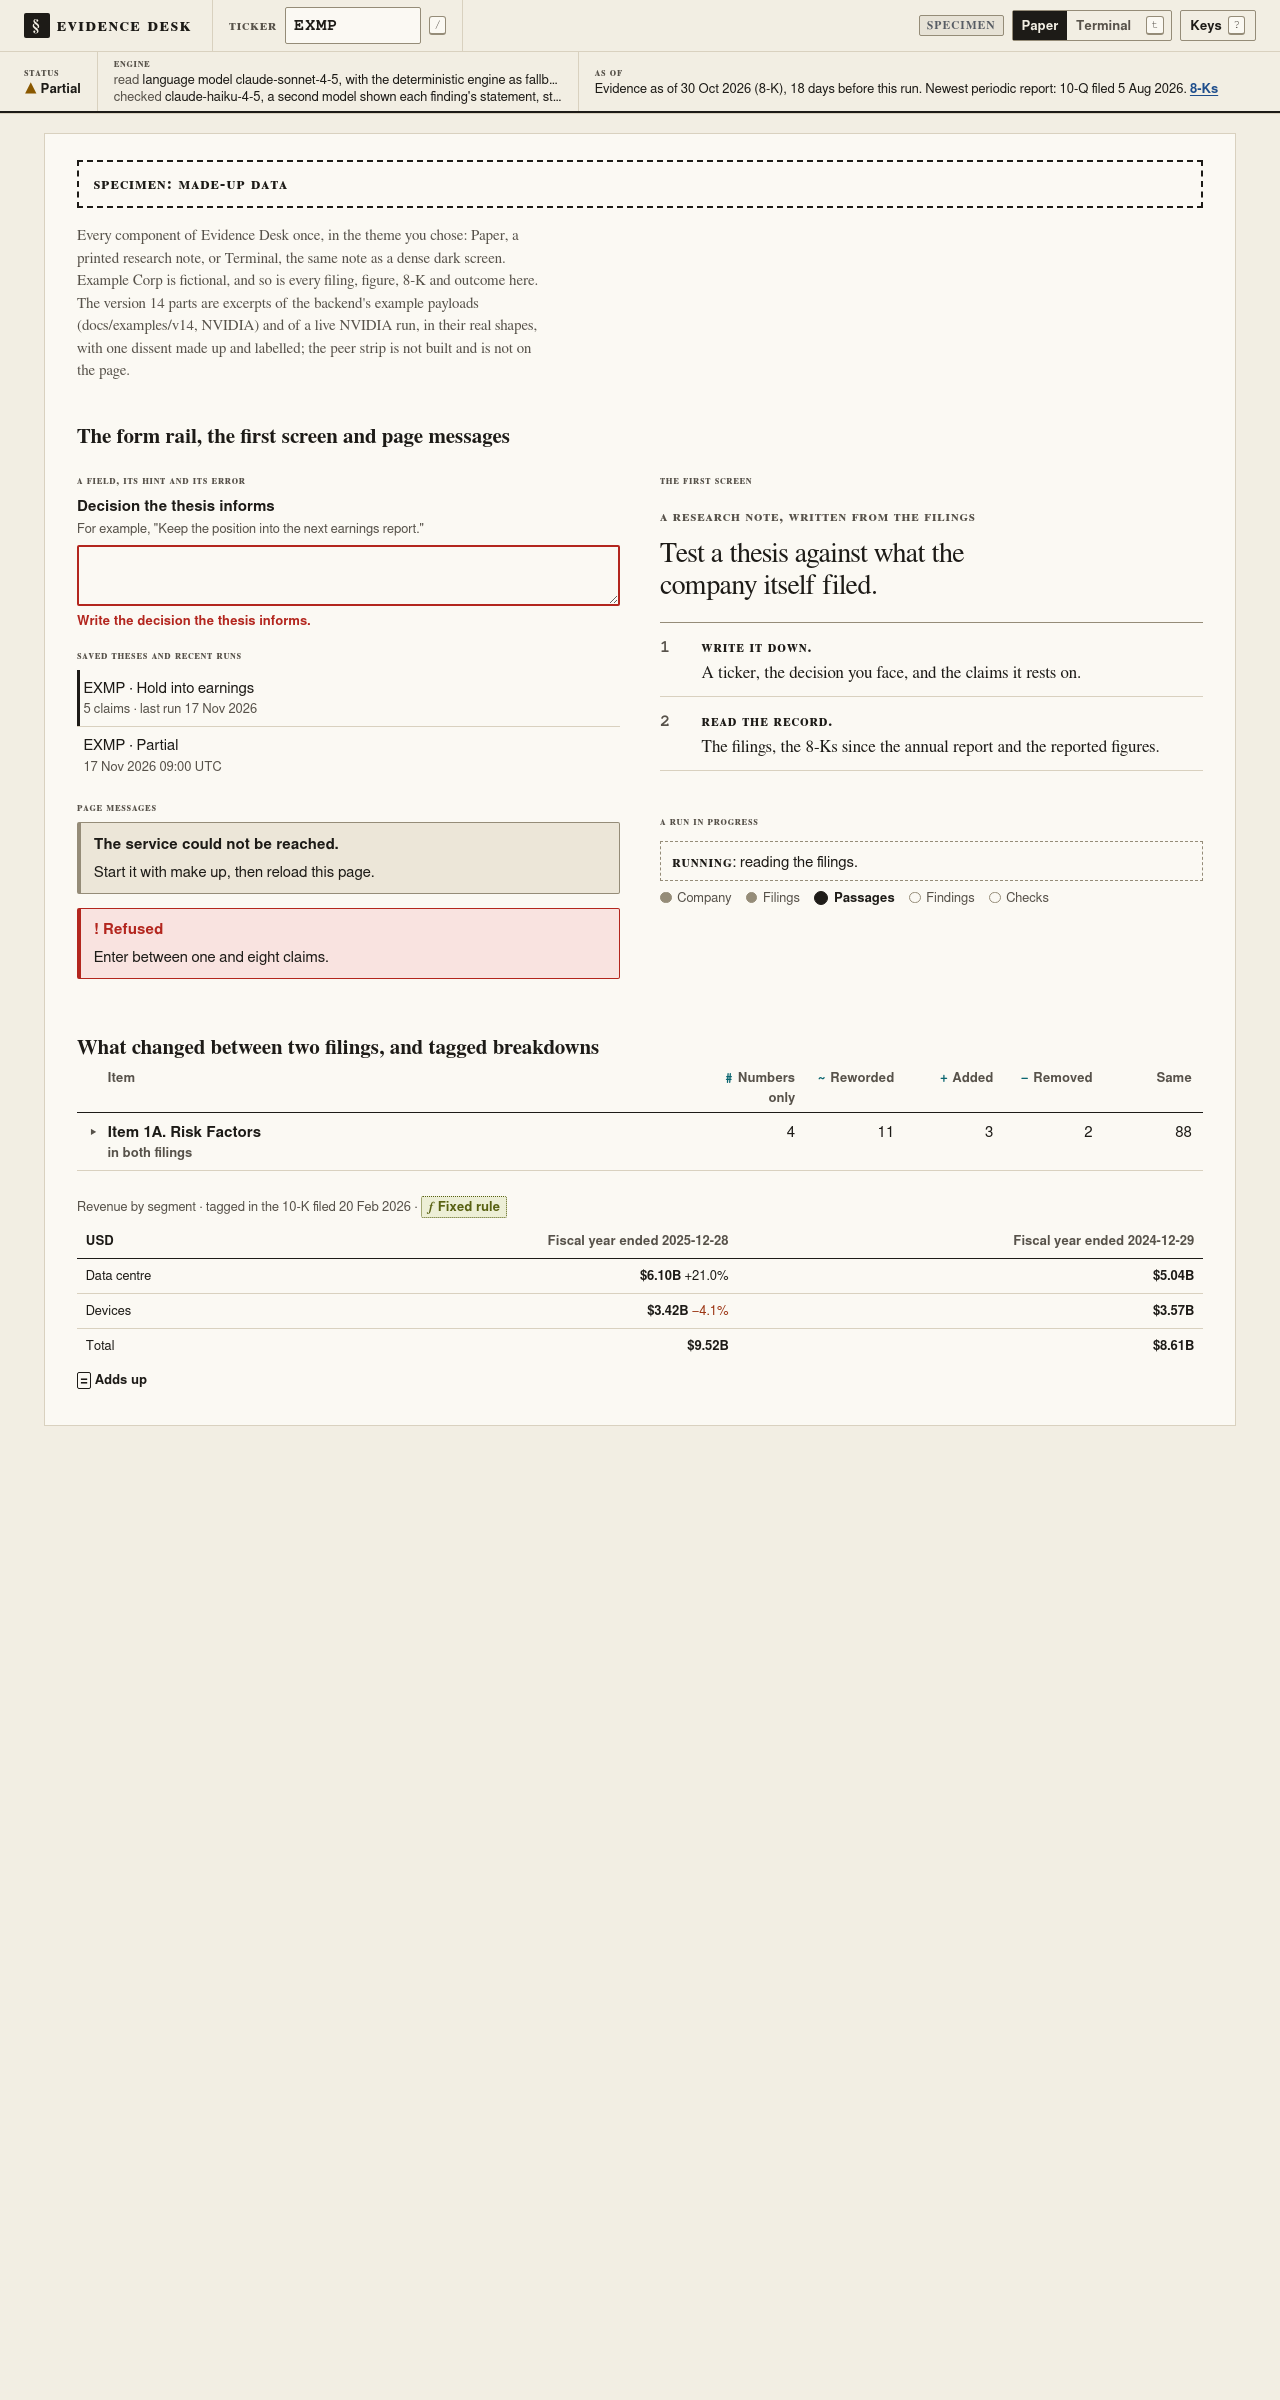 § EVIDENCE DESK
TICKER EXMP /
SPECIMEN Paper Terminal t Keys ?
STATUS
Partial
ENGINE
read language model claude-sonnet-4-5, with the deterministic engine as fallb…
checked claude-haiku-4-5, a second model shown each finding's statement, st…
AS OF
Evidence as of 30 Oct 2026 (8-K), 18 days before this run. Newest periodic report: 10-Q filed 5 Aug 2026. 8-Ks
SPECIMEN: MADE-UP DATA
Every component of Evidence Desk once, in the theme you chose: Paper, a
printed research note, or Terminal, the same note as a dense dark screen.
Example Corp is fictional, and so is every filing, figure, 8-K and outcome here.
The version 14 parts are excerpts of the backend's example payloads
(docs/examples/v14, NVIDIA) and of a live NVIDIA run, in their real shapes,
with one dissent made up and labelled; the peer strip is not built and is not on
the page.
The form rail, the first screen and page messages
A FIELD, ITS HINT AND ITS ERROR
Decision the thesis informs
For example, "Keep the position into the next earnings report."
Write the decision the thesis informs.
SAVED THESES AND RECENT RUNS
EXMP · Hold into earnings
5 claims · last run 17 Nov 2026
EXMP · Partial
17 Nov 2026 09:00 UTC
PAGE MESSAGES
The service could not be reached.
Start it with make up, then reload this page.
! Refused
Enter between one and eight claims.
THE FIRST SCREEN
A RESEARCH NOTE, WRITTEN FROM THE FILINGS
Test a thesis against what the
company itself filed.
1 WRITE IT DOWN.
A ticker, the decision you face, and the claims it rests on.
2 READ THE RECORD.
The filings, the 8-Ks since the annual report and the reported figures.
A RUN IN PROGRESS
RUNNING: reading the filings.
Company Filings Passages Findings Checks
What changed between two filings, and tagged breakdowns
Item # Numbers only ~ Reworded + Added − Removed Same
▸ Item 1A. Risk Factors 4 11 3 2 88
in both filings
Revenue by segment · tagged in the 10-K filed 20 Feb 2026 · ƒ Fixed rule
USD Fiscal year ended 2025-12-28 Fiscal year ended 2024-12-29
Data centre $6.10B +21.0% $5.04B
Devices $3.42B −4.1% $3.57B
Total $9.52B $8.61B
= Adds up